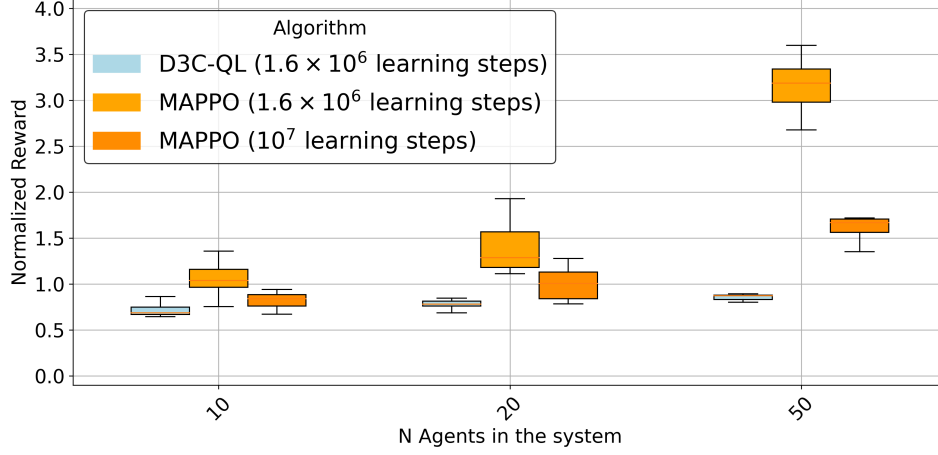 4.0
3.5
3.0
2.5
2.0
1.5
1.0
0.5
0.0
Normalized Reward
Algorithm
D3C-QL (1.6 × 10⁶ learning steps)
MAPPO (1.6 × 10⁶ learning steps)
MAPPO (10⁷ learning steps)
10
20
50
N Agents in the system